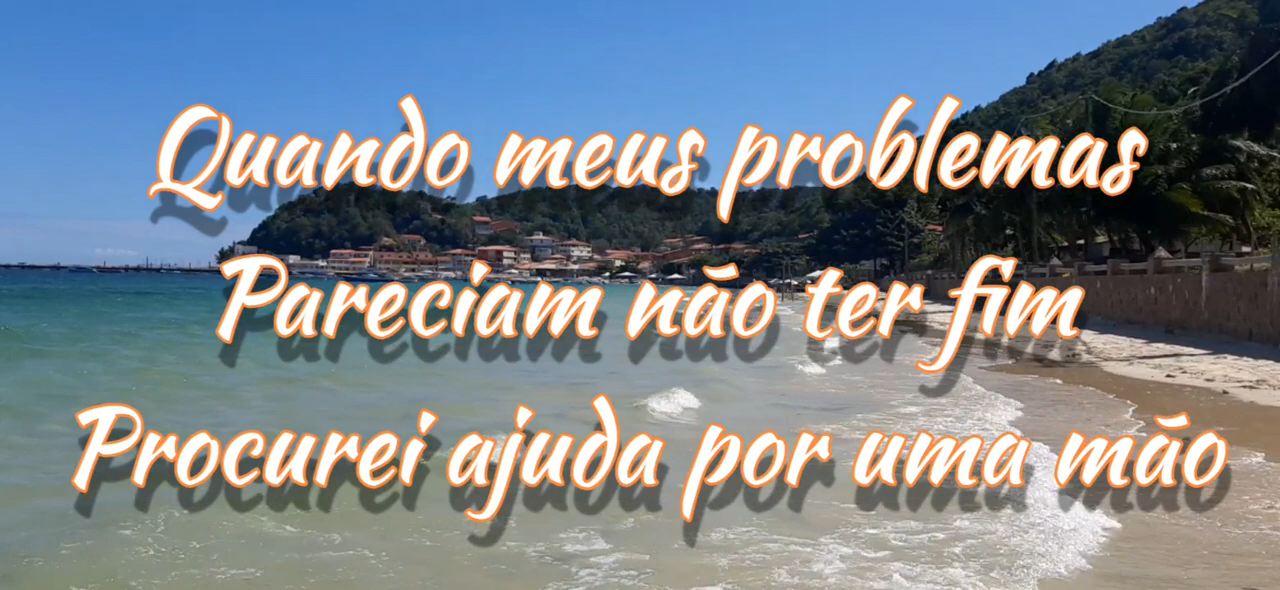 Quando meus problemas
Pareciam não ter fim
Procurei ajuda por uma mão